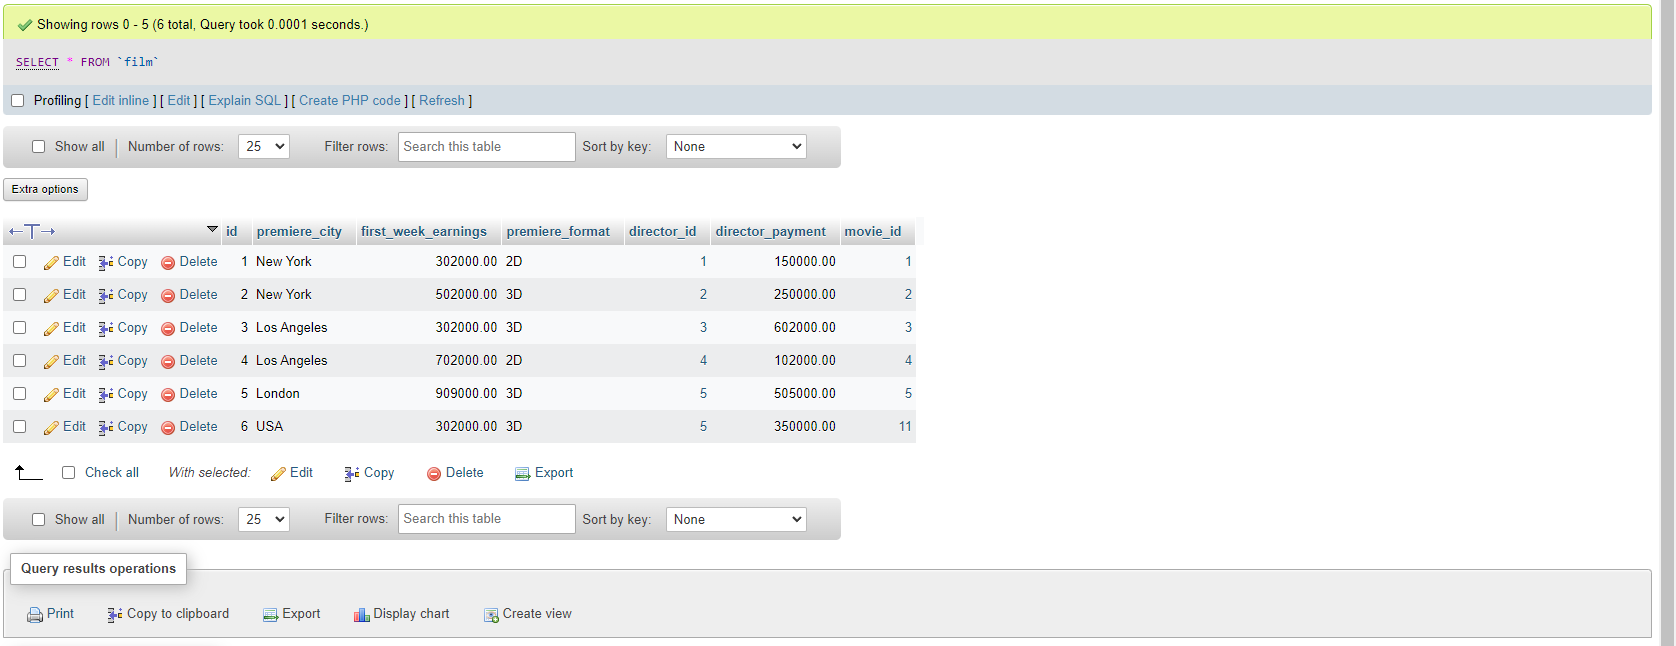 Showing rows 0 - 5 (6 total, Query took 0.0001 seconds.)
SELECT * FROM `film`
Profiling [ Edit inline ] [ Edit ] [ Explain SQL ] [ Create PHP code ] [ Refresh ]
Show all Number of rows: 25 Filter rows: Search this table Sort by key: None
Extra options
id premiere_city first_week_earnings premiere_format director_id director_payment movie_id
Edit Copy Delete 1 New York 302000.00 2D 1 150000.00 1
Edit Copy Delete 2 New York 502000.00 3D 2 250000.00 2
Edit Copy Delete 3 Los Angeles 302000.00 3D 3 602000.00 3
Edit Copy Delete 4 Los Angeles 702000.00 2D 4 102000.00 4
Edit Copy Delete 5 London 909000.00 3D 5 505000.00 5
Edit Copy Delete 6 USA 302000.00 3D 5 350000.00 11
Check all With selected: Edit Copy Delete Export
Show all Number of rows: 25 Filter rows: Search this table Sort by key: None
Query results operations
Print Copy to clipboard Export Display chart Create view